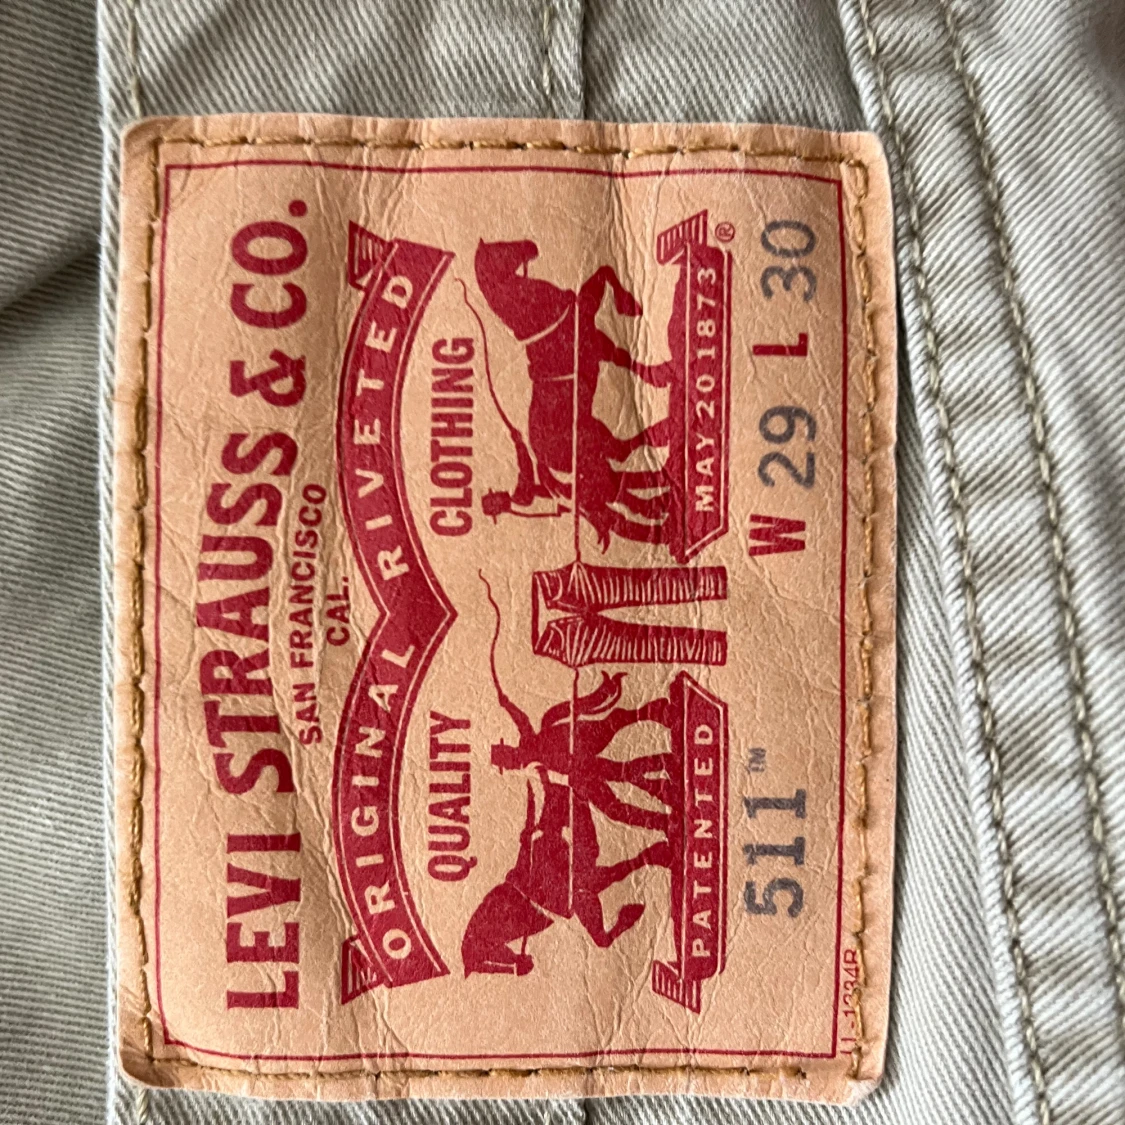 LEVI STRAUSS & CO.
SAN FRANCISCO
CAL.
ORIGINAL RIVETED
QUALITY CLOTHING
PATENTED MAY 20 1873 ®
511™ W 29 L 30